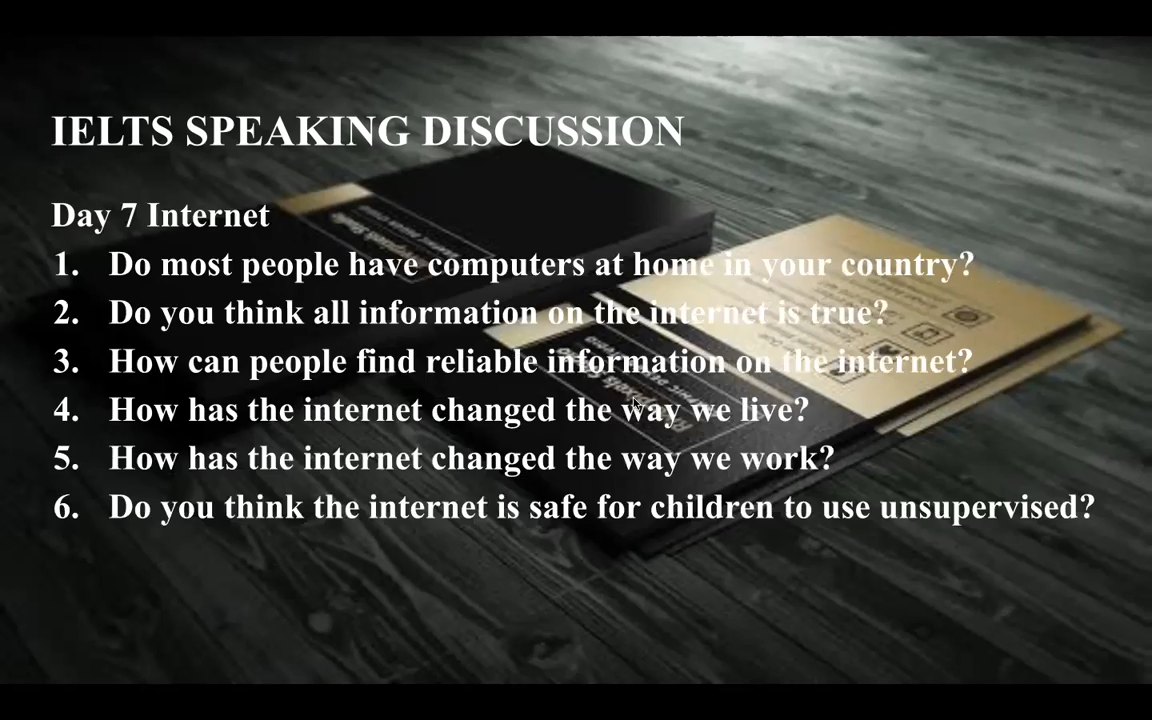 IELTS SPEAKING DISCUSSION
Day 7 Internet
1. Do most people have computers at home in your country?
2. Do you think all information on the internet is true?
3. How can people find reliable information on the internet?
4. How has the internet changed the way we live?
5. How has the internet changed the way we work?
6. Do you think the internet is safe for children to use unsupervised?